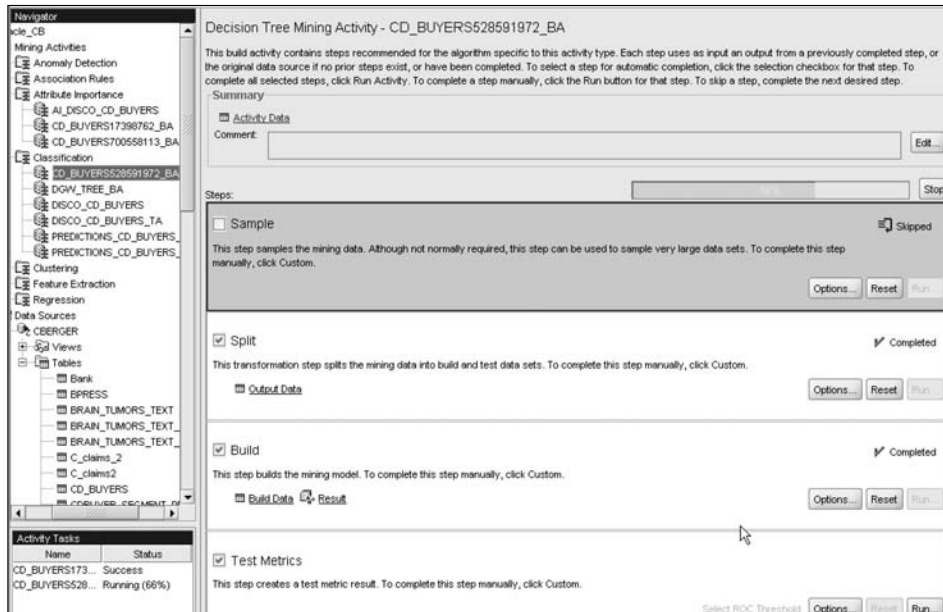 Navigator
icle_CB
Mining Activities
Anomaly Detection
Association Rules
Attribute Importance
AI_DISCO_CD_BUYERS
CD_BUYERS17398762_BA
CD_BUYERS700558113_BA
Classification
CD_BUYERS528591972_BA
DGW_TREE_BA
DISCO_CD_BUYERS
DISCO_CD_BUYERS_TA
PREDICTIONS_CD_BUYERS_
PREDICTIONS_CD_BUYERS_
Clustering
Feature Extraction
Regression
Data Sources
CBERGER
Views
Tables
Bank
BPRESS
BRAIN_TUMORS_TEXT
BRAIN_TUMORS_TEXT_
BRAIN_TUMORS_TEXT_
C_claims_2
C_claims2
CD_BUYERS
Activity Tasks
Name Status
CD_BUYERS173... Success
CD_BUYERS528... Running (66%)
Decision Tree Mining Activity - CD_BUYERS528591972_BA
This build activity contains steps recommended for the algorithm specific to this activity type. Each step uses as input an output from a previously completed step, or
the original data source if no prior steps exist, or have been completed. To select a step for automatic completion, click the selection checkbox for that step. To
complete all selected steps, click Run Activity. To complete a step manually, click the Run button for that step. To skip a step, complete the next desired step.
Summary
Activity Data
Comment:
Edit...
Steps:
Stop
Sample
Skipped
This step samples the mining data. Although not normally required, this step can be used to sample very large data sets. To complete this step
manually, click Custom.
Options... Reset Run...
Split
Completed
This transformation step splits the mining data into build and test data sets. To complete this step manually, click Custom.
Output Data
Options... Reset Run...
Build
Completed
This step builds the mining model. To complete this step manually, click Custom.
Build Data Result
Options... Reset Run...
Test Metrics
This step creates a test metric result. To complete this step manually, click Custom.
Select ROC Threshold Options... Reset Run...